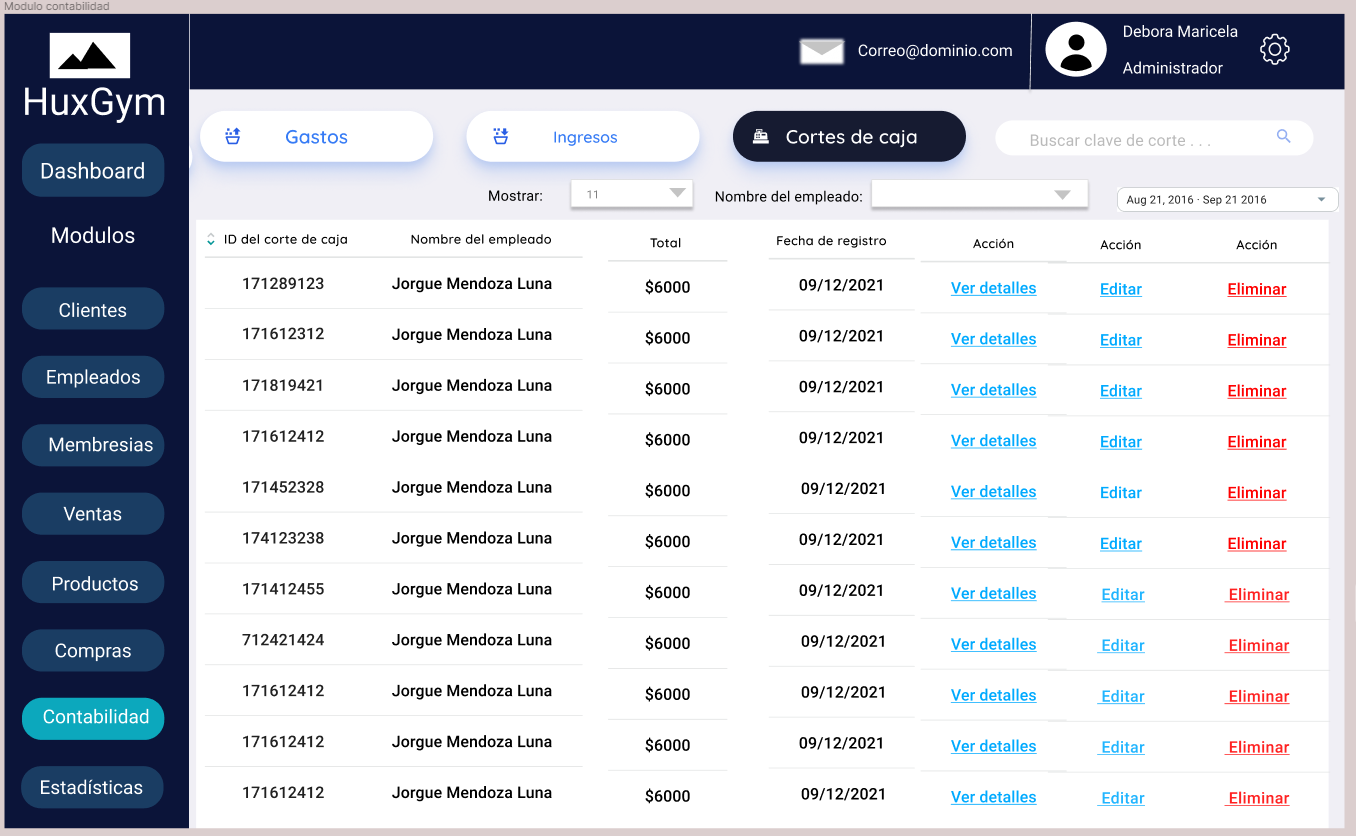 Modulo contabilidad
HuxGym
Correo@dominio.com
Debora Maricela
Administrador
Dashboard
Modulos
Clientes
Empleados
Membresias
Ventas
Productos
Compras
Contabilidad
Estadísticas
Gastos
Ingresos
Cortes de caja
Buscar clave de corte . . .
Mostrar: 11 Nombre del empleado: Aug 21, 2016 · Sep 21 2016
ID del corte de caja Nombre del empleado Total Fecha de registro Acción Acción Acción
171289123 Jorgue Mendoza Luna $6000 09/12/2021 Ver detalles Editar Eliminar
171612312 Jorgue Mendoza Luna $6000 09/12/2021 Ver detalles Editar Eliminar
171819421 Jorgue Mendoza Luna $6000 09/12/2021 Ver detalles Editar Eliminar
171612412 Jorgue Mendoza Luna $6000 09/12/2021 Ver detalles Editar Eliminar
171452328 Jorgue Mendoza Luna $6000 09/12/2021 Ver detalles Editar Eliminar
174123238 Jorgue Mendoza Luna $6000 09/12/2021 Ver detalles Editar Eliminar
171412455 Jorgue Mendoza Luna $6000 09/12/2021 Ver detalles Editar Eliminar
712421424 Jorgue Mendoza Luna $6000 09/12/2021 Ver detalles Editar Eliminar
171612412 Jorgue Mendoza Luna $6000 09/12/2021 Ver detalles Editar Eliminar
171612412 Jorgue Mendoza Luna $6000 09/12/2021 Ver detalles Editar Eliminar
171612412 Jorgue Mendoza Luna $6000 09/12/2021 Ver detalles Editar Eliminar